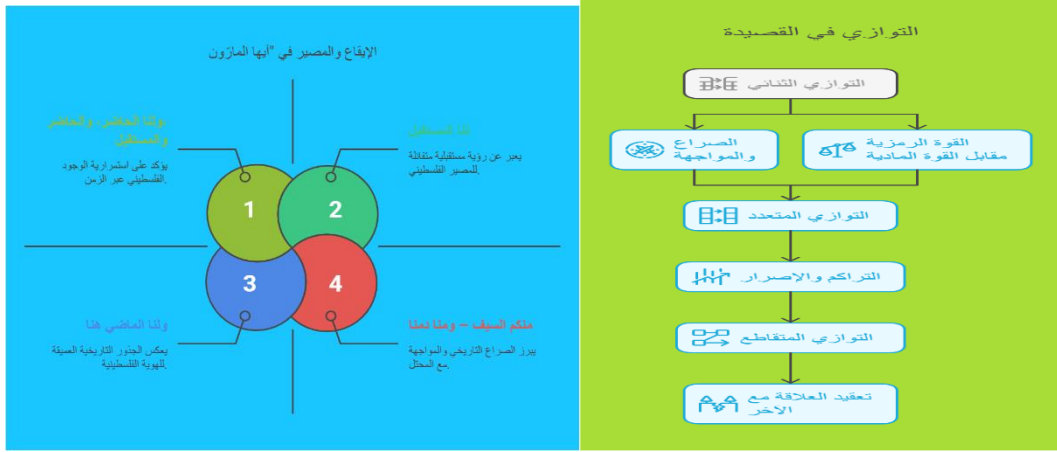 الإيقاع والمصير في "أيها المارّون
ولنا الحاضر، والحاضر
والمستقبل
يؤكد على استمرارية الوجود
الفلسطيني عبر الزمن.
1
لنا المستقبل
يعبر عن رؤية مستقبلية متفائلة
للمصير الفلسطيني.
2
ولنا الماضي هنا
يعكس الجذور التاريخية العميقة
للهوية الفلسطينية.
3
منكم السيف – ومنا دمنا
يبرز الصراع التاريخي والمواجهة
مع المحتل.
4
التوازي في القصيدة
التوازي الثنائي
القوة الرمزية
مقابل القوة المادية
الصراع
والمواجهة
التوازي المتعدد
التراكم والإصرار
التوازي المتقاطع
تعقيد العلاقة مع
الآخر